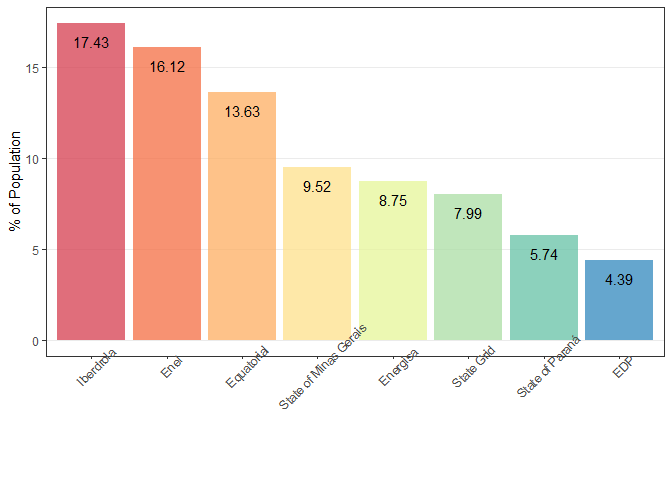 % of Population
15
10
5
0
17.43
16.12
13.63
9.52
8.75
7.99
5.74
4.39
Iberdrola
Enel
Equatorial
State of Minas Gerais
Energisa
State Grid
State of Paraná
EDP